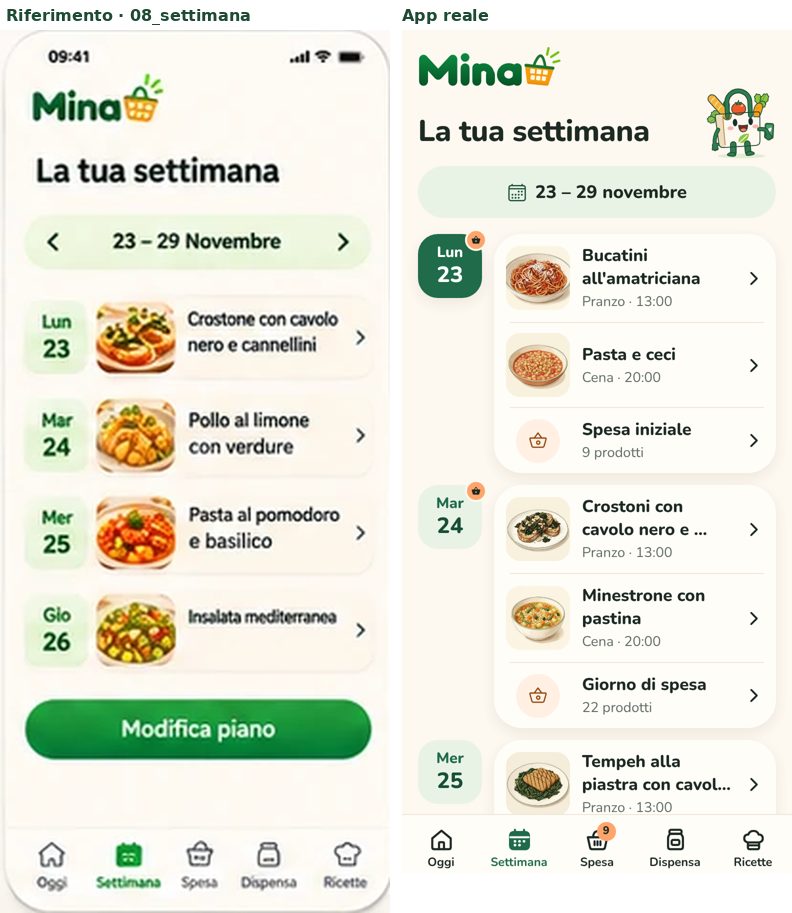 Riferimento · 08_settimana
09:41
Mina
La tua settimana
23 – 29 Novembre
Lun
23
Crostone con cavolo
nero e cannellini
Mar
24
Pollo al limone
con verdure
Mer
25
Pasta al pomodoro
e basilico
Gio
26
Insalata mediterranea
Modifica piano
Oggi
Settimana
Spesa
Dispensa
Ricette
App reale
Mina
La tua settimana
23 – 29 novembre
Lun
23
Bucatini
all'amatriciana
Pranzo · 13:00
Pasta e ceci
Cena · 20:00
Spesa iniziale
9 prodotti
Mar
24
Crostoni con
cavolo nero e ...
Pranzo · 13:00
Minestrone con
pastina
Cena · 20:00
Giorno di spesa
22 prodotti
Mer
25
Tempeh alla
piastra con cavol...
Pranzo · 13:00
9
Oggi
Settimana
Spesa
Dispensa
Ricette